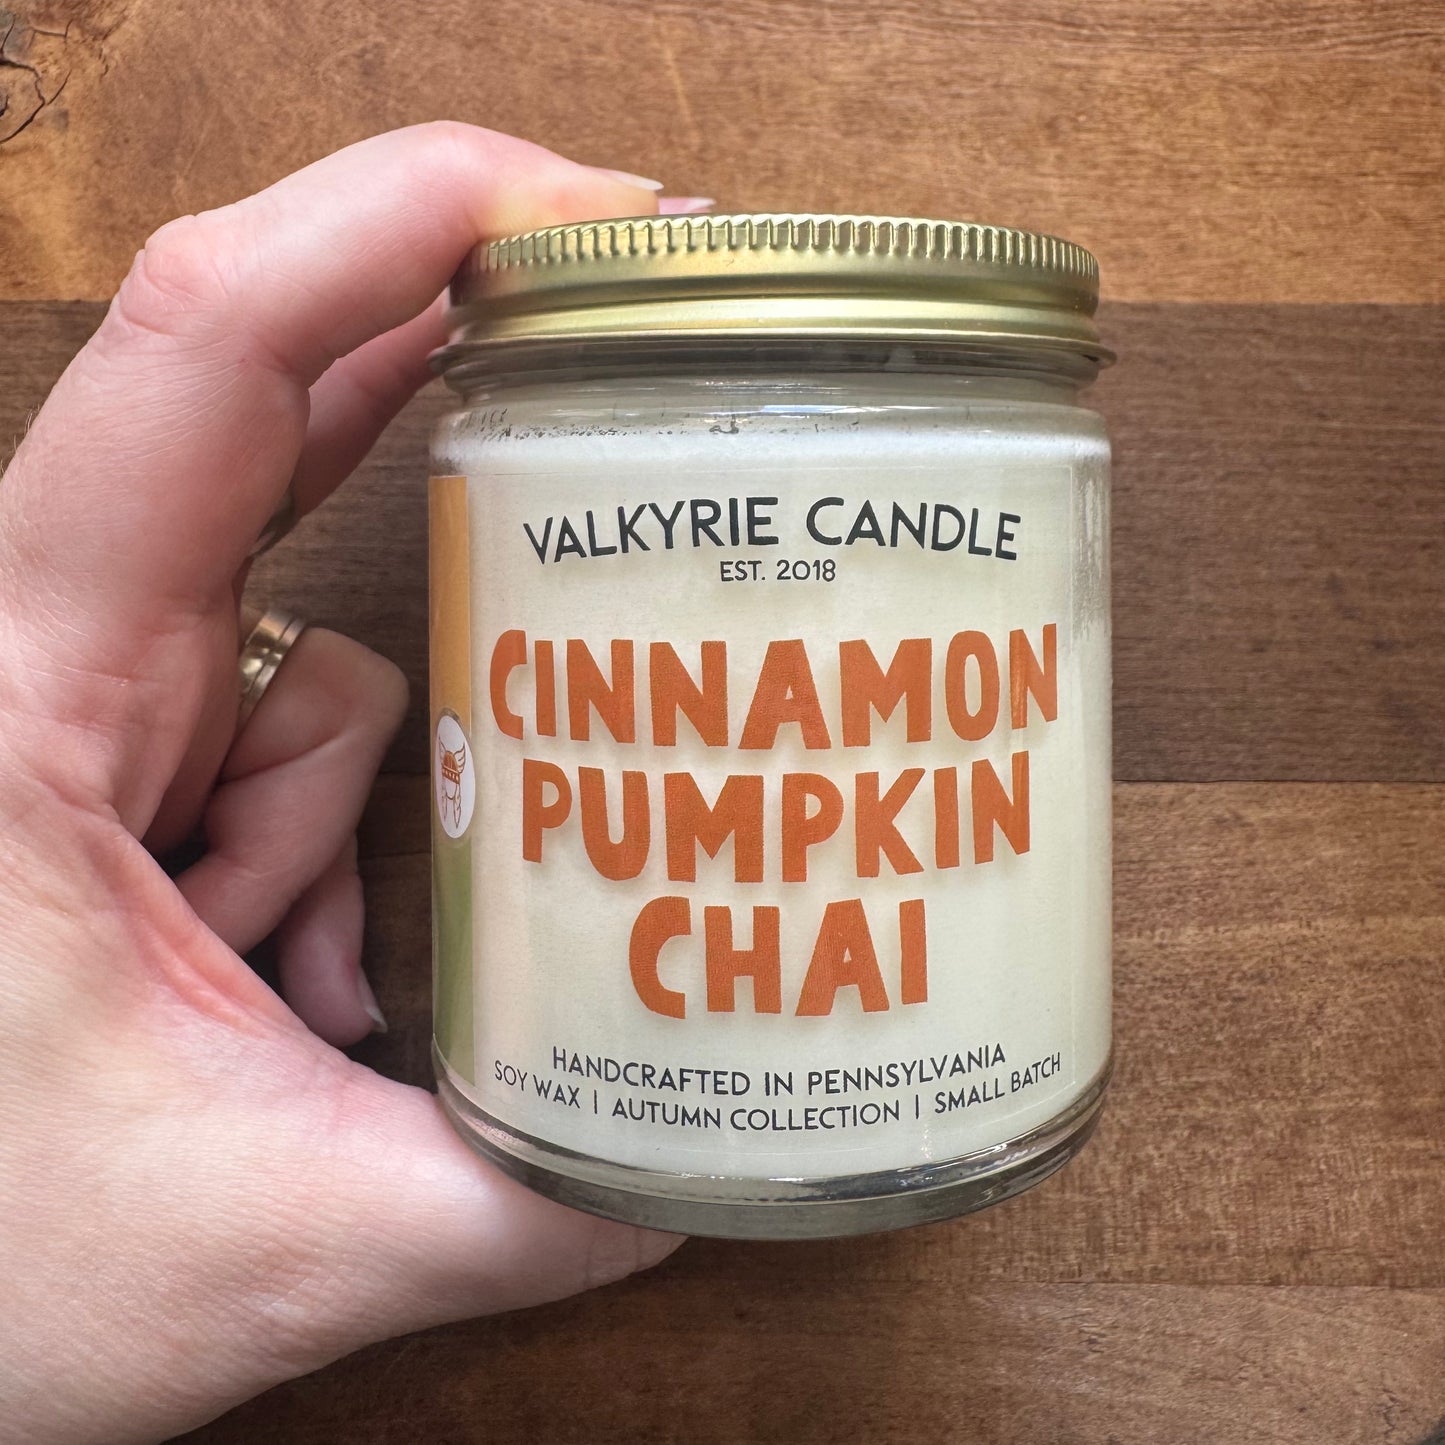 VALKYRIE CANDLE
EST. 2018
CINNAMON
PUMPKIN
CHAI
HANDCRAFTED IN PENNSYLVANIA
SOY WAX | AUTUMN COLLECTION | SMALL BATCH